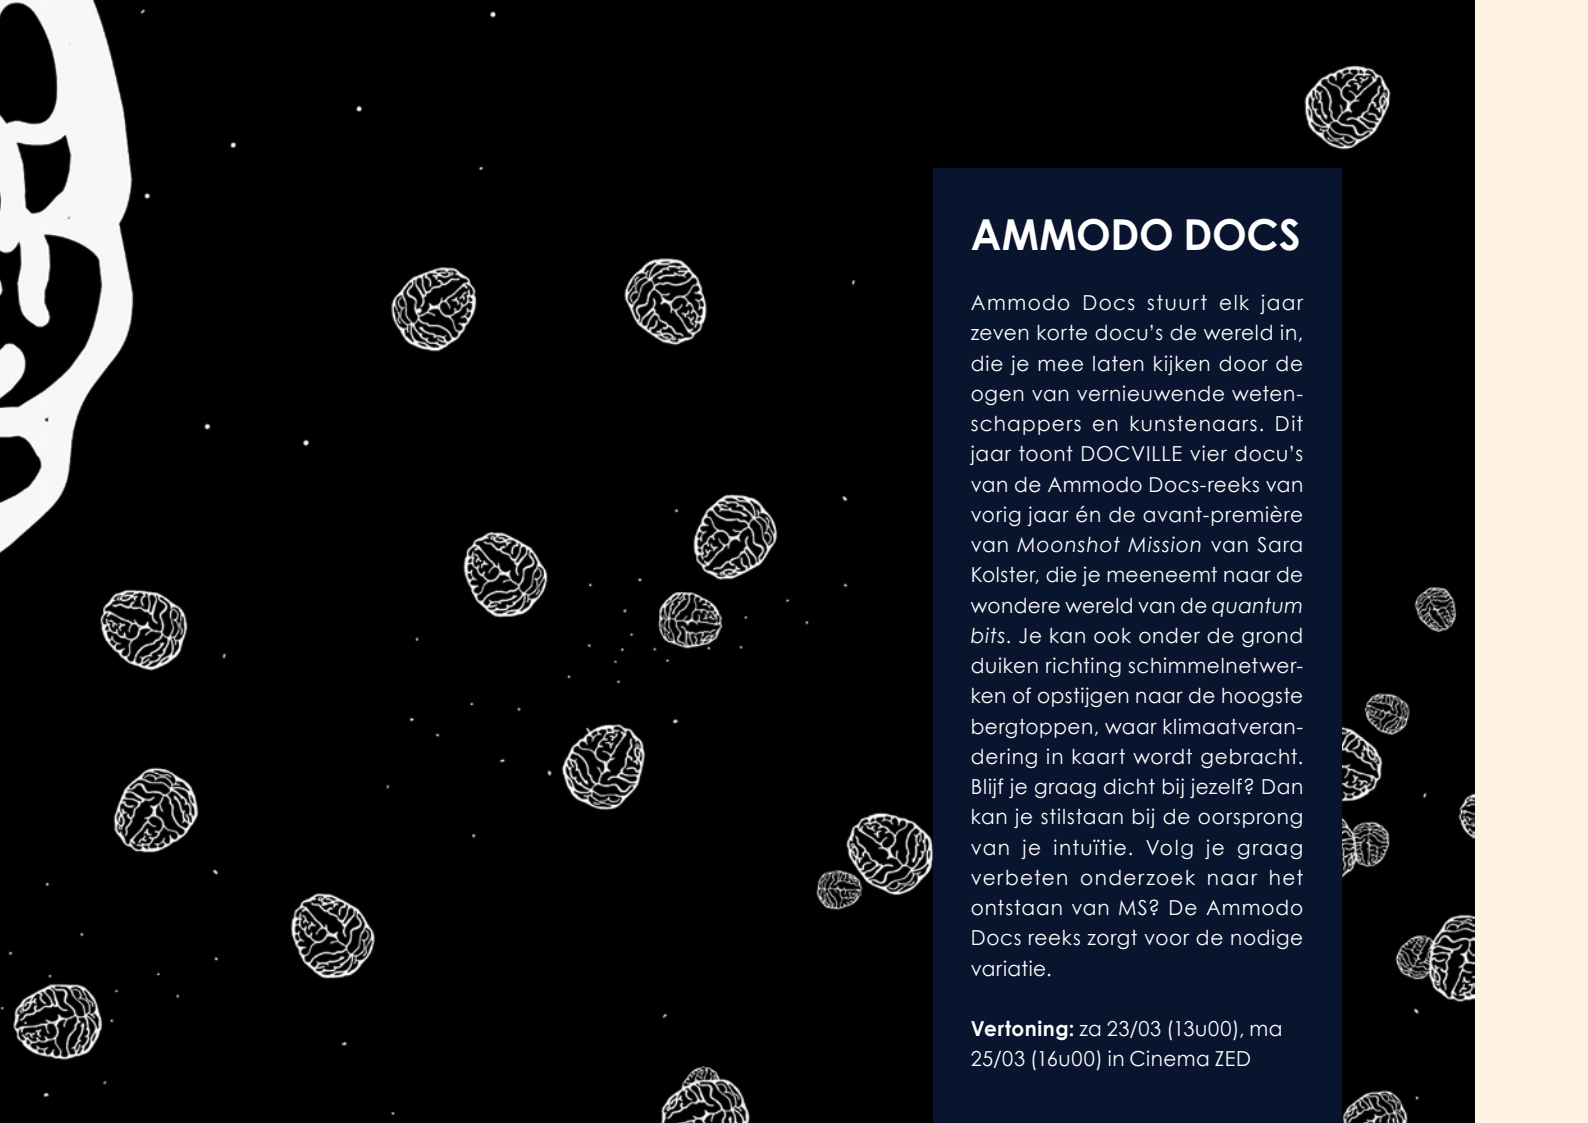 AMMODO DOCS
Ammodo Docs stuurt elk jaar
zeven korte docu's de wereld in,
die je mee laten kijken door de
ogen van vernieuwende weten-
schappers en kunstenaars. Dit
jaar toont DOCVILLE vier docu's
van de Ammodo Docs-reeks van
vorig jaar én de avant-première
van Moonshot Mission van Sara
Kolster, die je meeneemt naar de
wondere wereld van de quantum
bits. Je kan ook onder de grond
duiken richting schimmelnetwer-
ken of opstijgen naar de hoogste
bergtoppen, waar klimaatveran-
dering in kaart wordt gebracht.
Blijf je graag dicht bij jezelf? Dan
kan je stilstaan bij de oorsprong
van je intuïtie. Volg je graag
verbeten onderzoek naar het
ontstaan van MS? De Ammodo
Docs reeks zorgt voor de nodige
variatie.
Vertoning: za 23/03 (13u00), ma
25/03 (16u00) in Cinema ZED